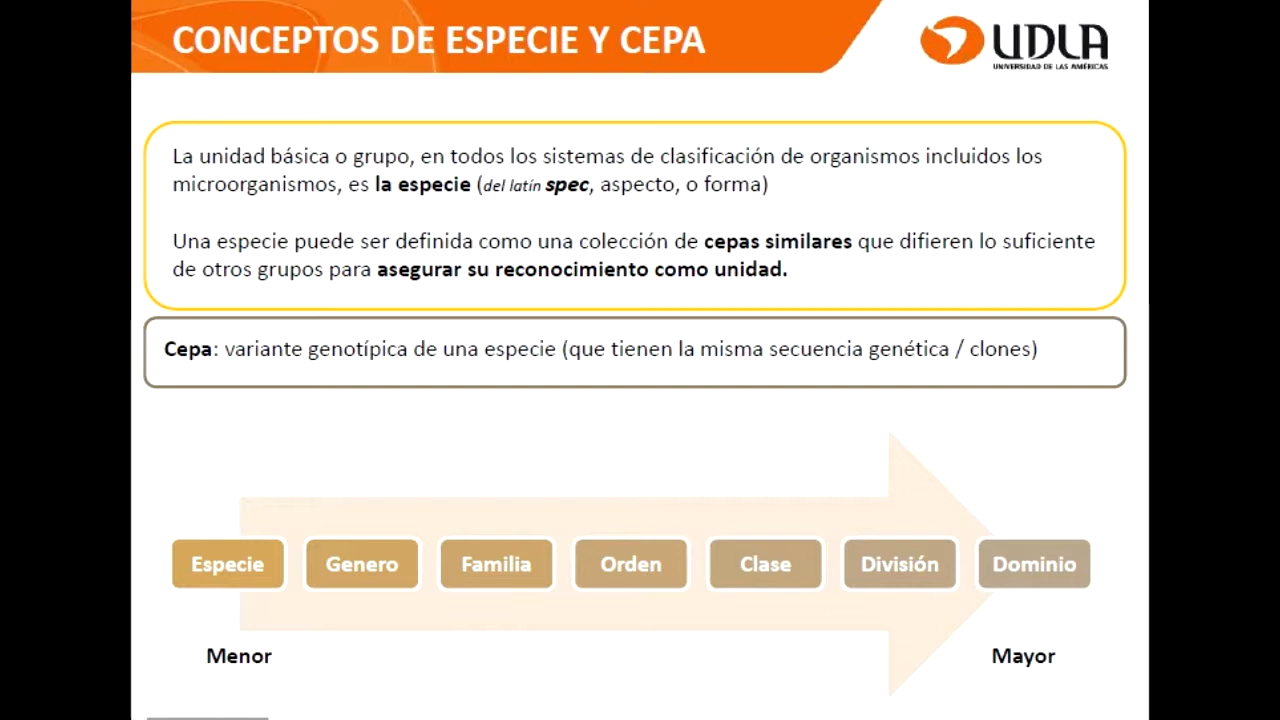 CONCEPTOS DE ESPECIE Y CEPA
UDLA
UNIVERSIDAD DE LAS AMÉRICAS
La unidad básica o grupo, en todos los sistemas de clasificación de organismos incluidos los
microorganismos, es la especie (del latín spec, aspecto, o forma)
Una especie puede ser definida como una colección de cepas similares que difieren lo suficiente
de otros grupos para asegurar su reconocimiento como unidad.
Cepa: variante genotípica de una especie (que tienen la misma secuencia genética / clones)
Especie Genero Familia Orden Clase División Dominio
Menor Mayor